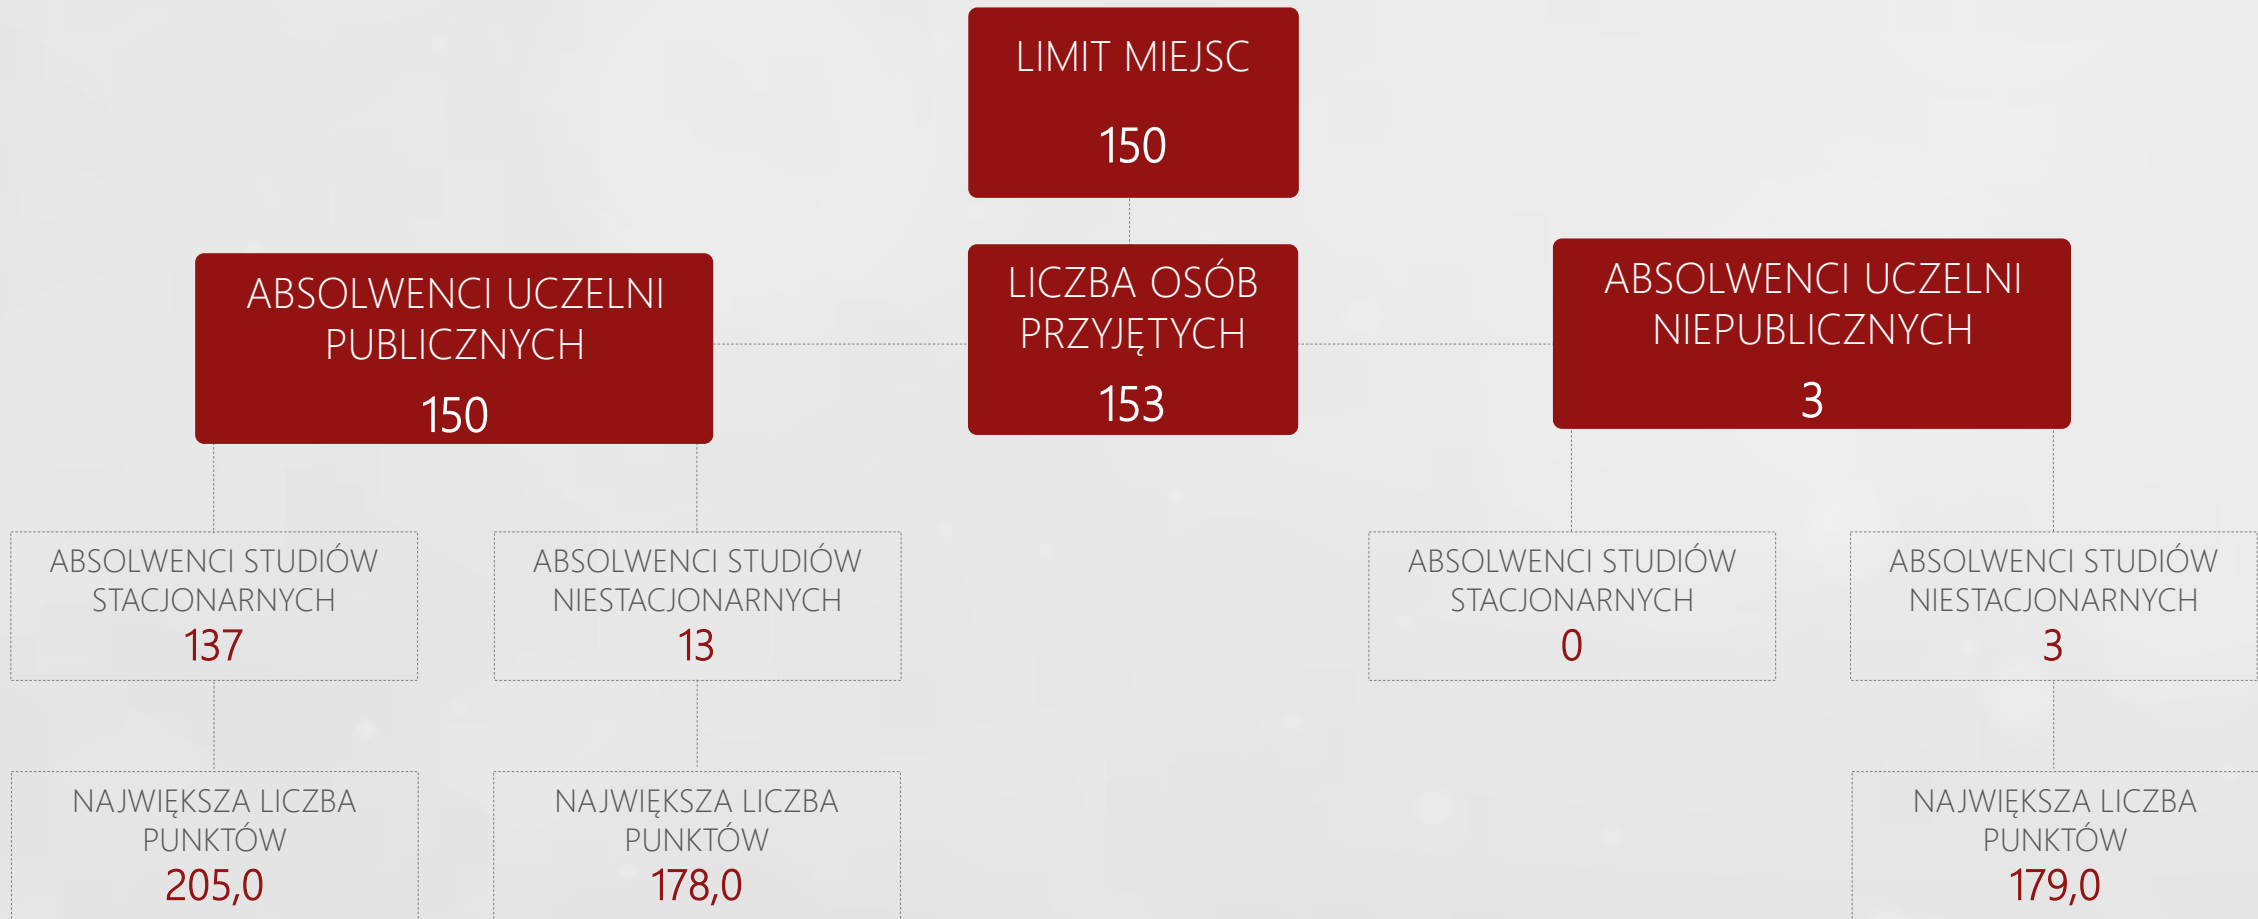 LIMIT MIEJSC
150
ABSOLWENCI UCZELNI
PUBLICZNYCH
150
LICZBA OSÓB
PRZYJĘTYCH
153
ABSOLWENCI UCZELNI
NIEPUBLICZNYCH
3
ABSOLWENCI STUDIÓW
STACJONARNYCH
137
ABSOLWENCI STUDIÓW
NIESTACJONARNYCH
13
ABSOLWENCI STUDIÓW
STACJONARNYCH
0
ABSOLWENCI STUDIÓW
NIESTACJONARNYCH
3
NAJWIĘKSZA LICZBA
PUNKTÓW
205,0
NAJWIĘKSZA LICZBA
PUNKTÓW
178,0
NAJWIĘKSZA LICZBA
PUNKTÓW
179,0